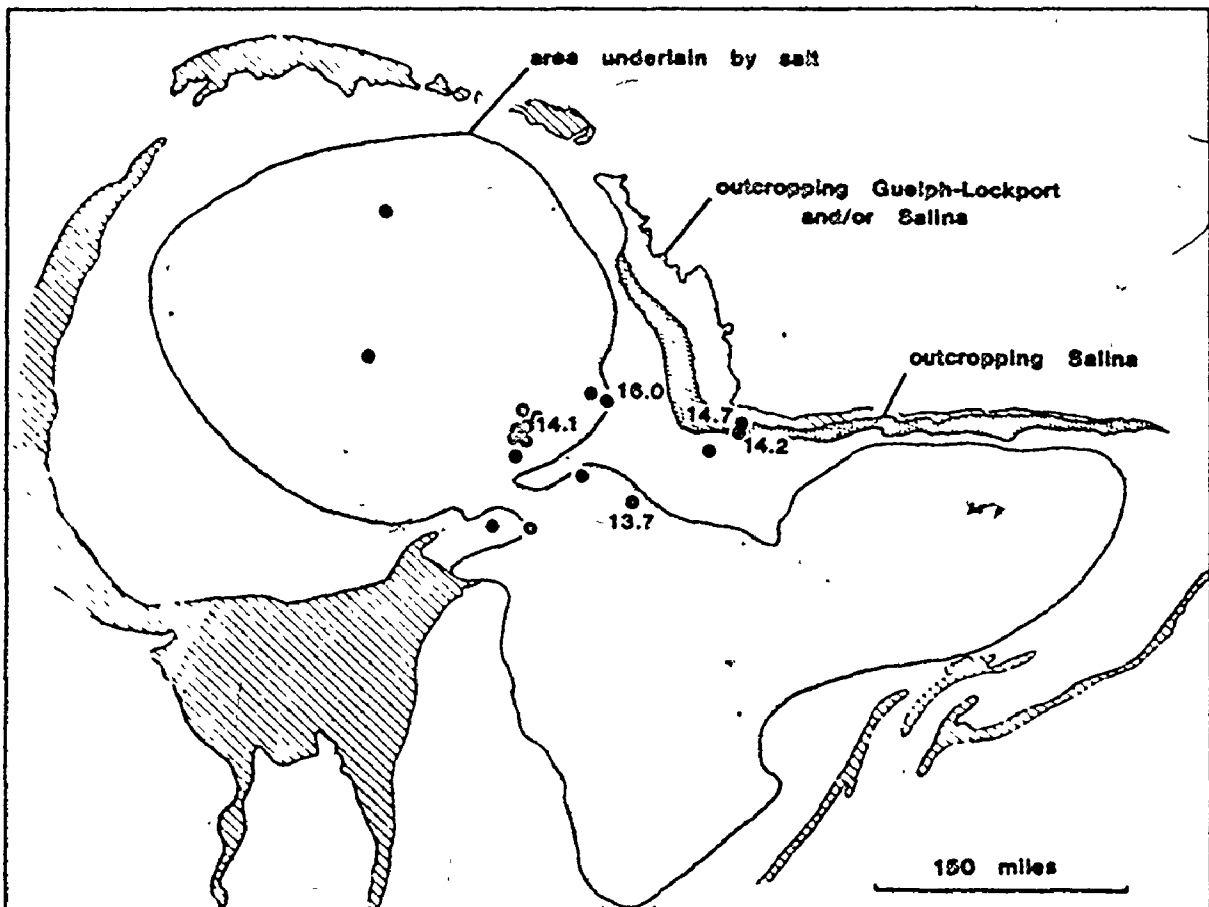 area underlain by salt
outcropping Guelph-Lockport
and/or Salina
outcropping Salina
16.0
14.7
14.1
14.2
13.7
150 miles